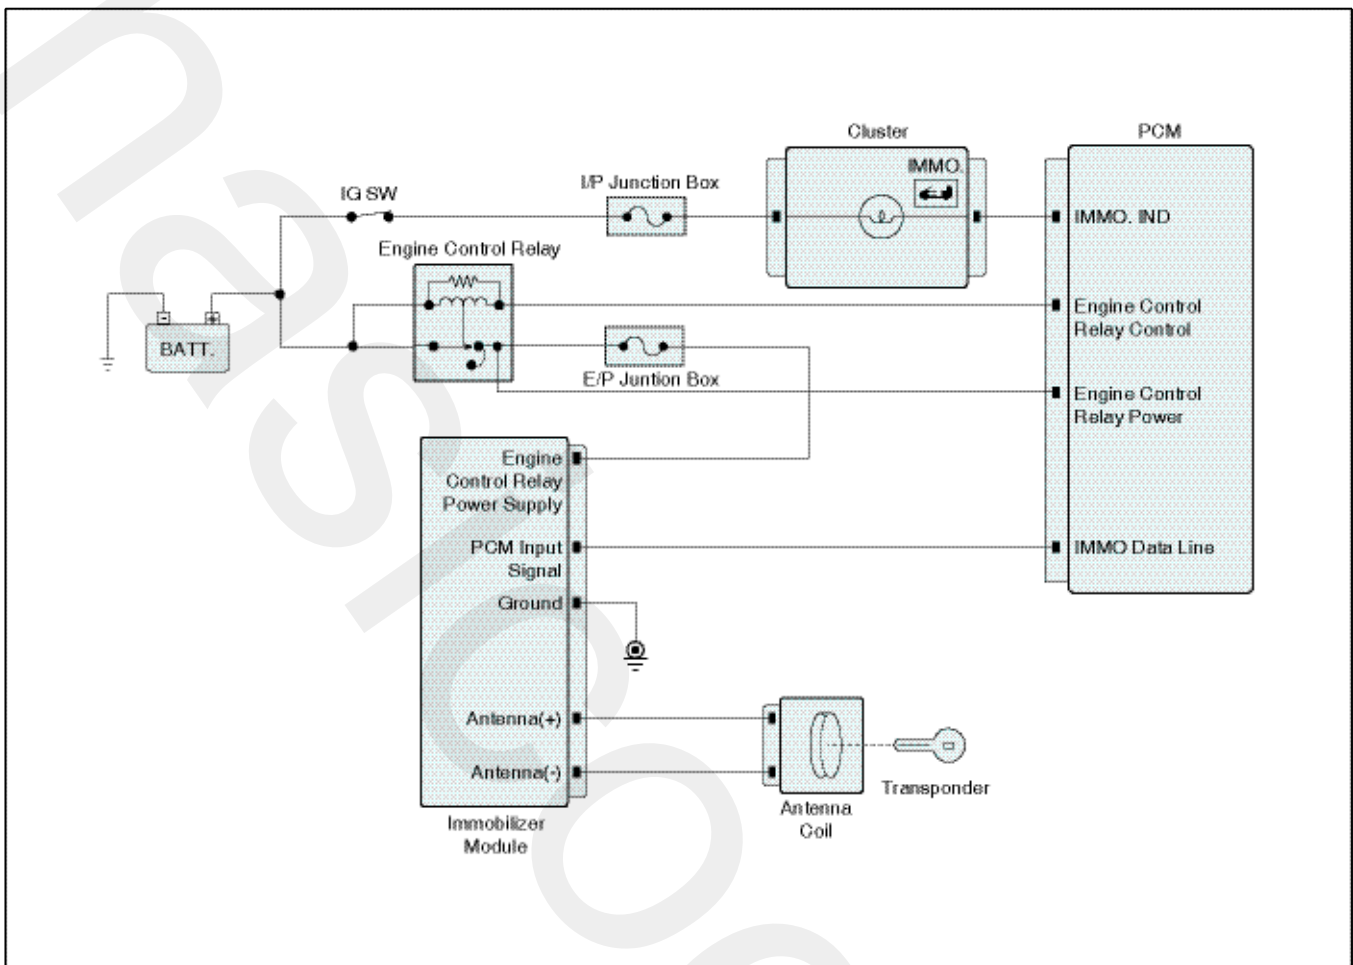 Cluster
PCM
IMMO.
I/P Junction Box
IG SW
IMMO. IND
Engine Control Relay
Engine Control
Relay Control
BATT.
E/P Juntion Box
Engine Control
Relay Power
Engine
Control Relay
Power Supply
PCM Input
Signal
IMMO Data Line
Ground
Antenna(+)
Antenna(-)
Transponder
Antenna
Coil
Immobilizer
Module